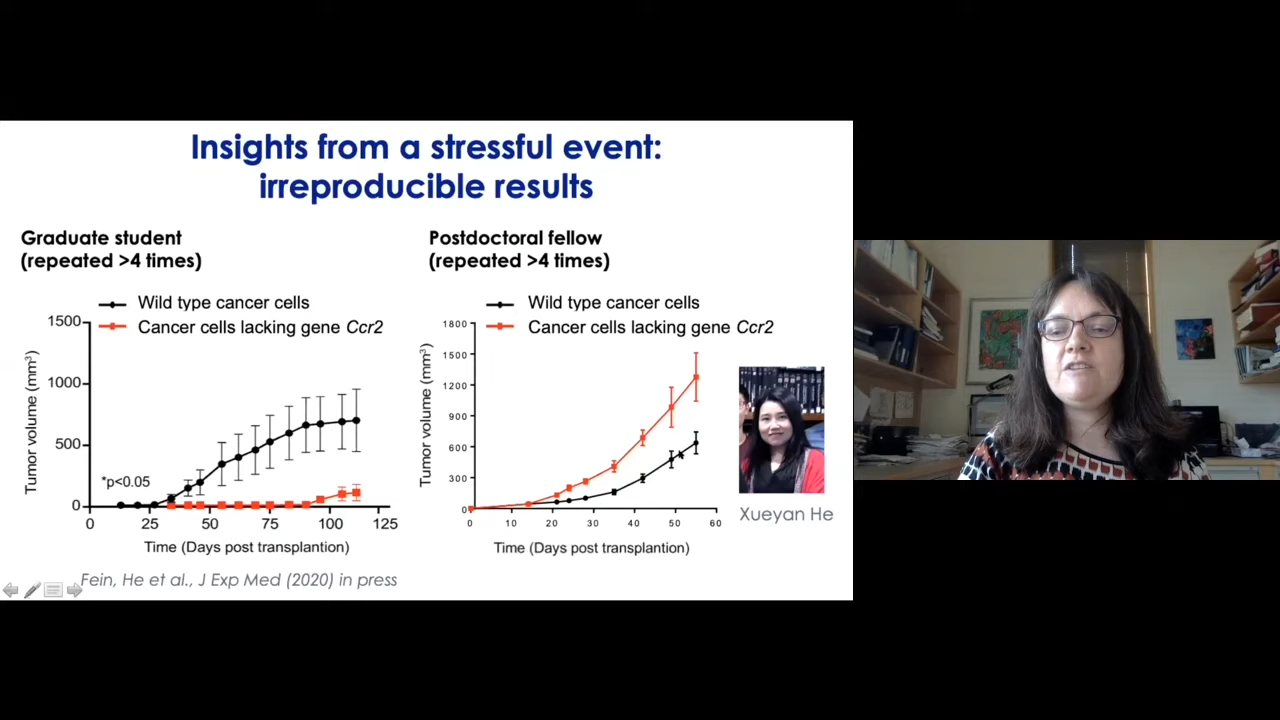 Insights from a stressful event:
irreproducible results
Graduate student
(repeated >4 times)
Wild type cancer cells
Cancer cells lacking gene Ccr2
Tumor volume (mm³)
1500
1000
500
0
*p<0.05
0 25 50 75 100 125
Time (Days post transplantion)
Postdoctoral fellow
(repeated >4 times)
Wild type cancer cells
Cancer cells lacking gene Ccr2
Tumor volume (mm³)
1800
1500
1200
900
600
300
0
0 10 20 30 40 50 60
Time (Days post transplantion)
Xueyan He
Fein, He et al., J Exp Med (2020) in press